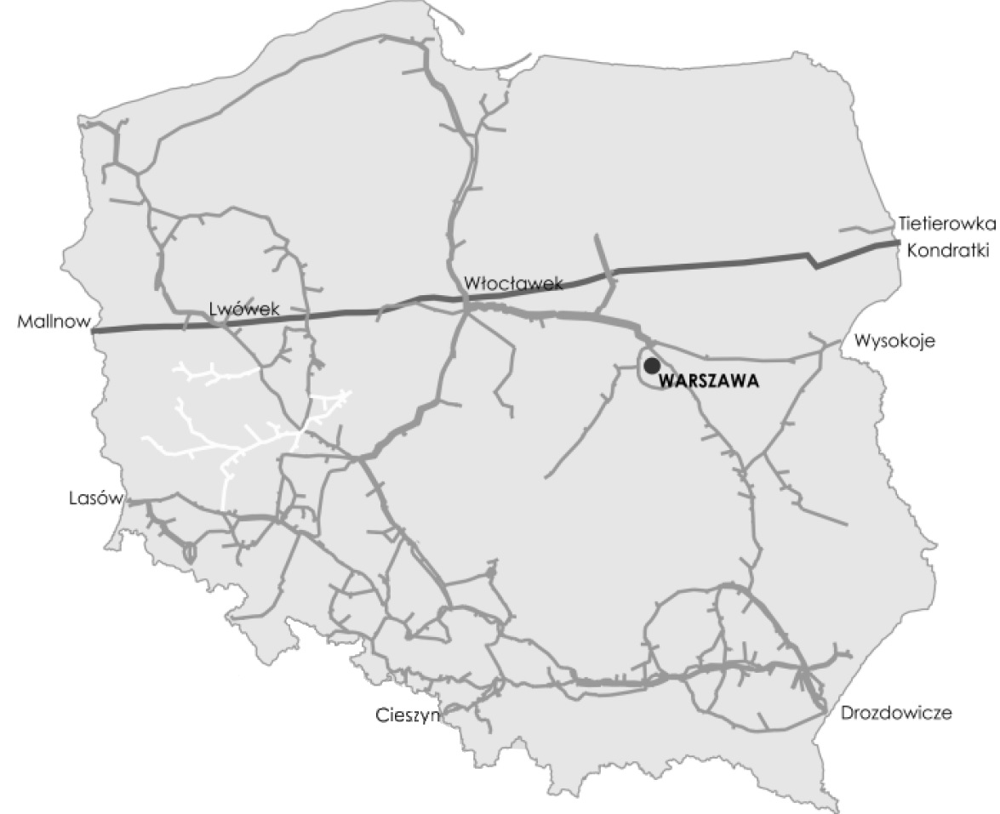 Tietierowka
Kondratki
Włocławek
Lwówek
Mallnow
Wysokoje
WARSZAWA
Lasów
Cieszyn
Drozdowicze